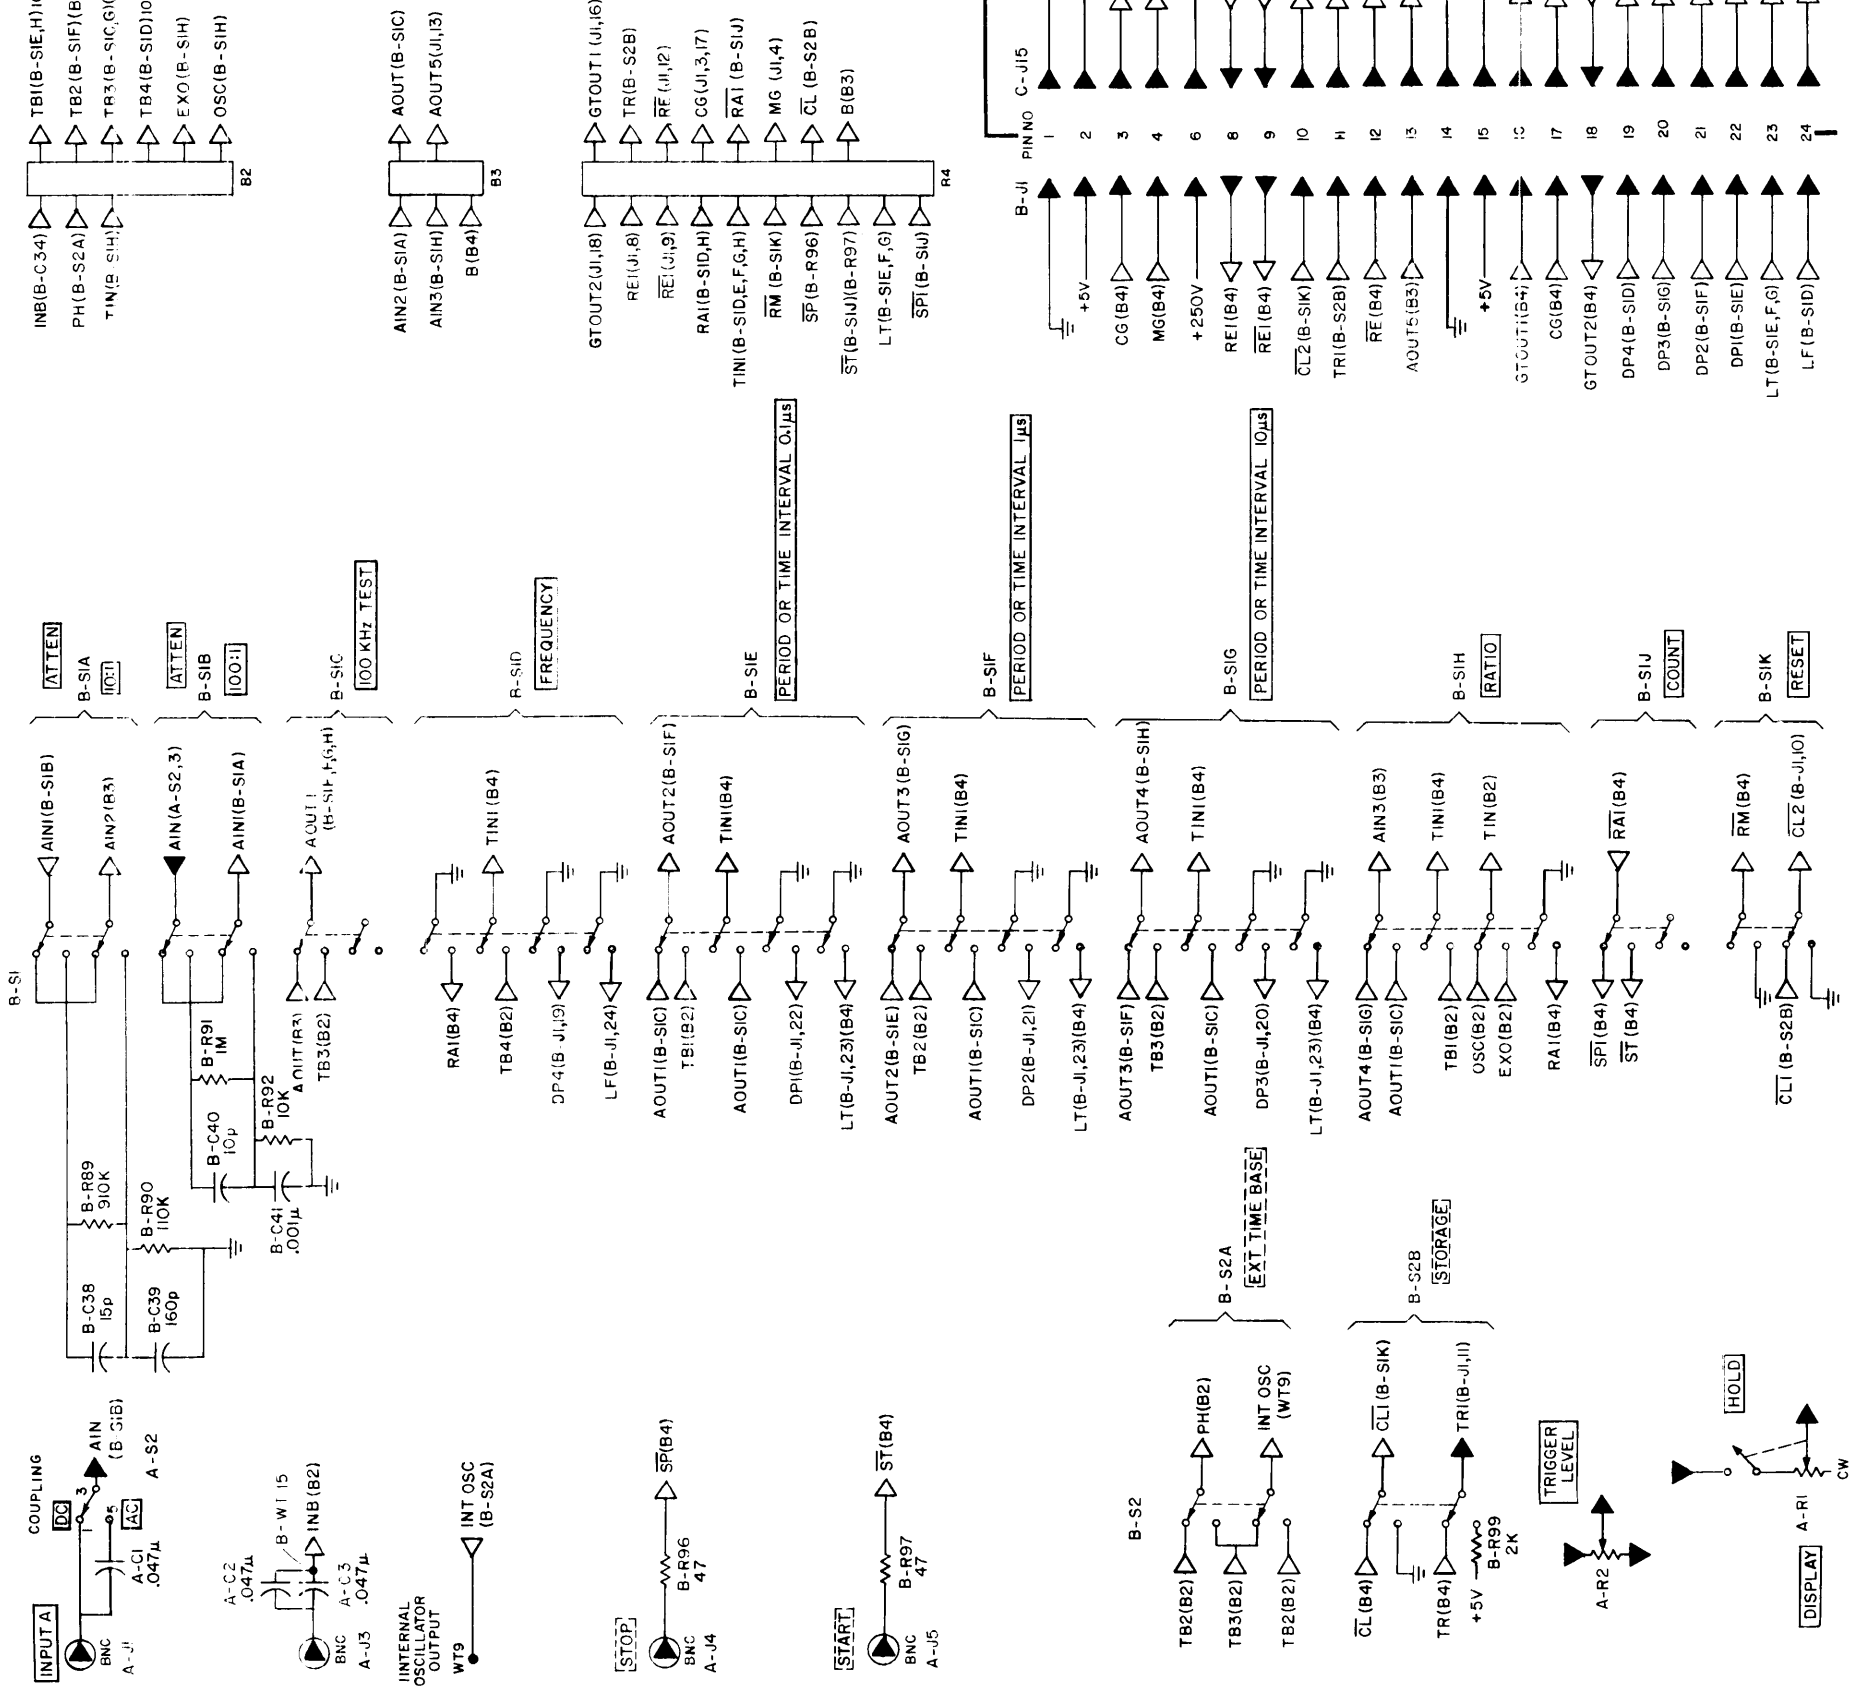 TB1(B-S1E,H)
TB2(B-S1F)
TB3(B-S1C,G)
TB4(B-S1D)
EXO(B-S1H)
OSC(B-S1H)
INB(B-C34)
PH(B-S2A)
TIN(B-S1H)
B2
AOUT(B-S1C)
AOUT5(J1,13)
AIN2(B-S1A)
AIN3(B-S1H)
B(B4)
B3
GTOUT1(J1,16)
TR(B-S2B)
RE(J1,12)
CG(J1,3,17)
RA1(B-S1J)
MG(J1,4)
CL(B-S2B)
B(B3)
GTOUT2(J1,18)
RE1(J1,8)
RE1(J1,9)
RA1(B-S1D,H)
TIN1(B-S1D,E,F,G,H)
RM(B-S1K)
SP(B-R96)
ST(B-S1J)(B-R97)
LT(B-S1E,F,G)
SP1(B-S1J)
R4
C-J15
PIN NO
B-J1
1
2 +5V
3 CG(B4)
4 MG(B4)
6 +250V
8 RE1(B4)
9 RE1(B4)
10 CL2(B-S1K)
11 TR1(B-S2B)
12 RE(B4)
13 AOUT5(B3)
14
15 +5V
16 GTOUT1(B4)
17 CG(B4)
18 GTOUT2(B4)
19 DP4(B-S1D)
20 DP3(B-S1G)
21 DP2(B-S1F)
22 DP1(B-S1E)
23 LT(B-S1E,F,G)
24 LF(B-S1D)
B-S1
ATTEN
B-S1A
10:1
AIN1(B-S1B)
AIN2(B3)
ATTEN
B-S1B
100:1
AIN(A-S2,3)
AIN1(B-S1A)
B-S1C
100 KHz TEST
AOUT1
(B-S1E,F,G,H)
AOUT(B3)
TB3(B2)
B-S1D
FREQUENCY
TIN1(B4)
RA1(B4)
TB4(B2)
DP4(B-J1,19)
LF(B-J1,24)
B-S1E
PERIOD OR TIME INTERVAL 0.1µs
AOUT2(B-S1F)
TIN1(B4)
AOUT1(B-S1C)
TB1(B2)
AOUT1(B-S1C)
DP1(B-J1,22)
LT(B-J1,23)(B4)
B-S1F
PERIOD OR TIME INTERVAL 1µs
AOUT3(B-S1G)
TIN1(B4)
AOUT2(B-S1E)
TB2(B2)
AOUT1(B-S1C)
DP2(B-J1,21)
LT(B-J1,23)(B4)
B-S1G
PERIOD OR TIME INTERVAL 10µs
AOUT4(B-S1H)
TIN1(B4)
AOUT3(B-S1F)
TB3(B2)
AOUT1(B-S1C)
DP3(B-J1,20)
LT(B-J1,23)(B4)
B-S1H
RATIO
AIN3(B3)
TIN1(B4)
TIN(B2)
AOUT4(B-S1G)
AOUT1(B-S1C)
TB1(B2)
OSC(B2)
EXO(B2)
RA1(B4)
B-S1J
COUNT
RA1(B4)
SP1(B4)
ST(B4)
B-S1K
RESET
RM(B4)
CL2(B-J1,10)
CL1(B-S2B)
B-R91
1M
B-R92
10K
B-C40
10p
B-C41
.001µ
B-R89
910K
B-R90
110K
B-C38
15p
B-C39
160p
INPUT A
BNC
A-J1
COUPLING
DC
AC
1
3
5
A-C1
.047µ
AIN
(B-S1B)
A-S2
A-C2
.047µ
B-WT15
INB(B2)
A-C3
.047µ
BNC
A-J3
INTERNAL
OSCILLATOR
OUTPUT
WT9
INT OSC
(B-S2A)
STOP
BNC
A-J4
B-R96
47
SP(B4)
START
BNC
A-J5
B-R97
47
ST(B4)
B-S2
B-S2A
EXT TIME BASE
PH(B2)
INT OSC
(WT9)
TB2(B2)
TB3(B2)
TB2(B2)
B-S2B
STORAGE
CL1(B-S1K)
TR1(B-J1,11)
CL(B4)
TR(B4)
+5V
B-R99
2K
TRIGGER
LEVEL
A-R2
HOLD
DISPLAY
A-R1
CW